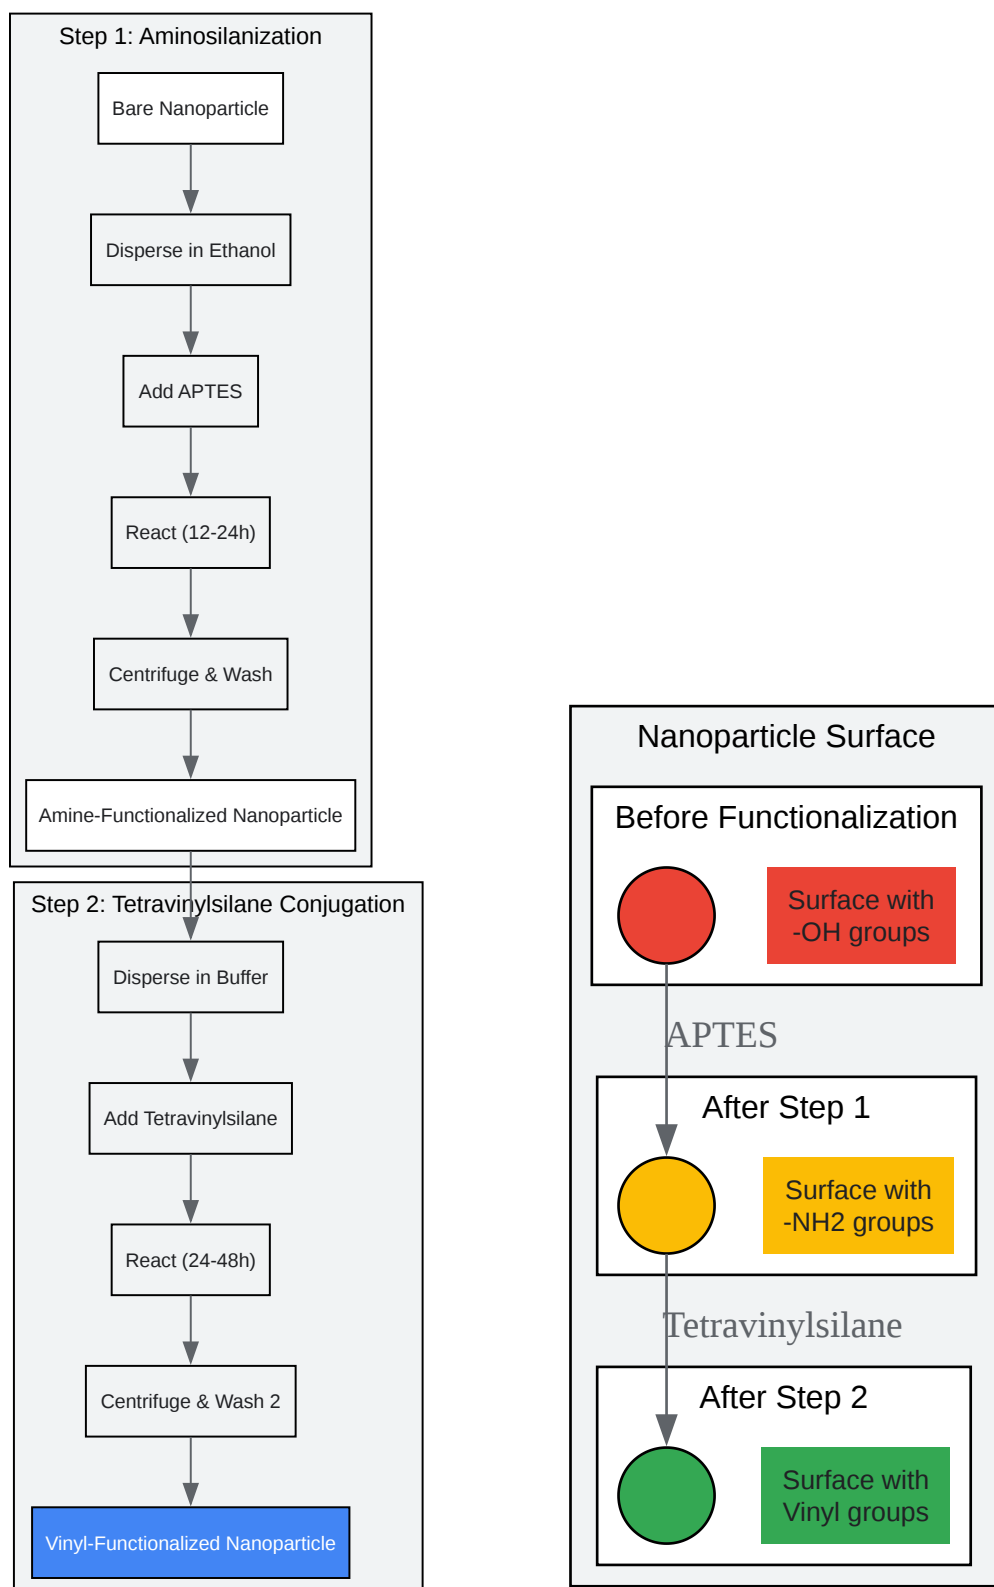 Step 1: Aminosilanization
Bare Nanoparticle
Disperse in Ethanol
Add APTES
React (12-24h)
Centrifuge & Wash
Amine-Functionalized Nanoparticle
Step 2: Tetravinylsilane Conjugation
Disperse in Buffer
Add Tetravinylsilane
React (24-48h)
Centrifuge & Wash 2
Vinyl-Functionalized Nanoparticle
Nanoparticle Surface
Before Functionalization
Surface with
-OH groups
APTES
After Step 1
Surface with
-NH2 groups
Tetravinylsilane
After Step 2
Surface with
Vinyl groups